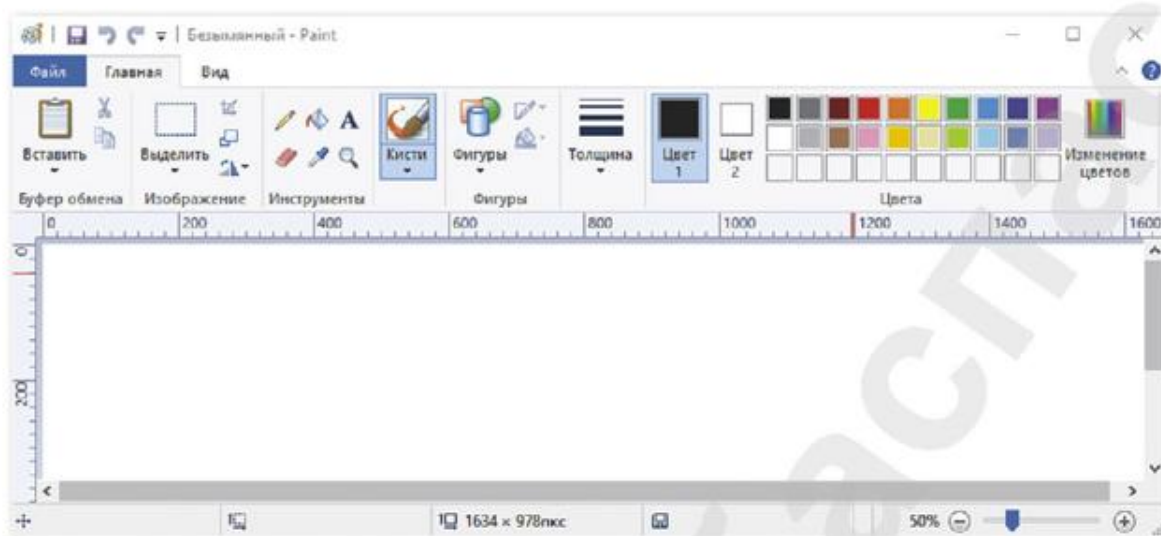 Безымянный - Paint
Файл Главная Вид
Вставить Выделить A Кисти Фигуры Толщина Цвет 1 Цвет 2 Изменение цветов
Буфер обмена Изображение Инструменты Фигуры Цвета
0 200 400 600 800 1000 1200 1400 1600
0
200
1634 × 978пкс 50%